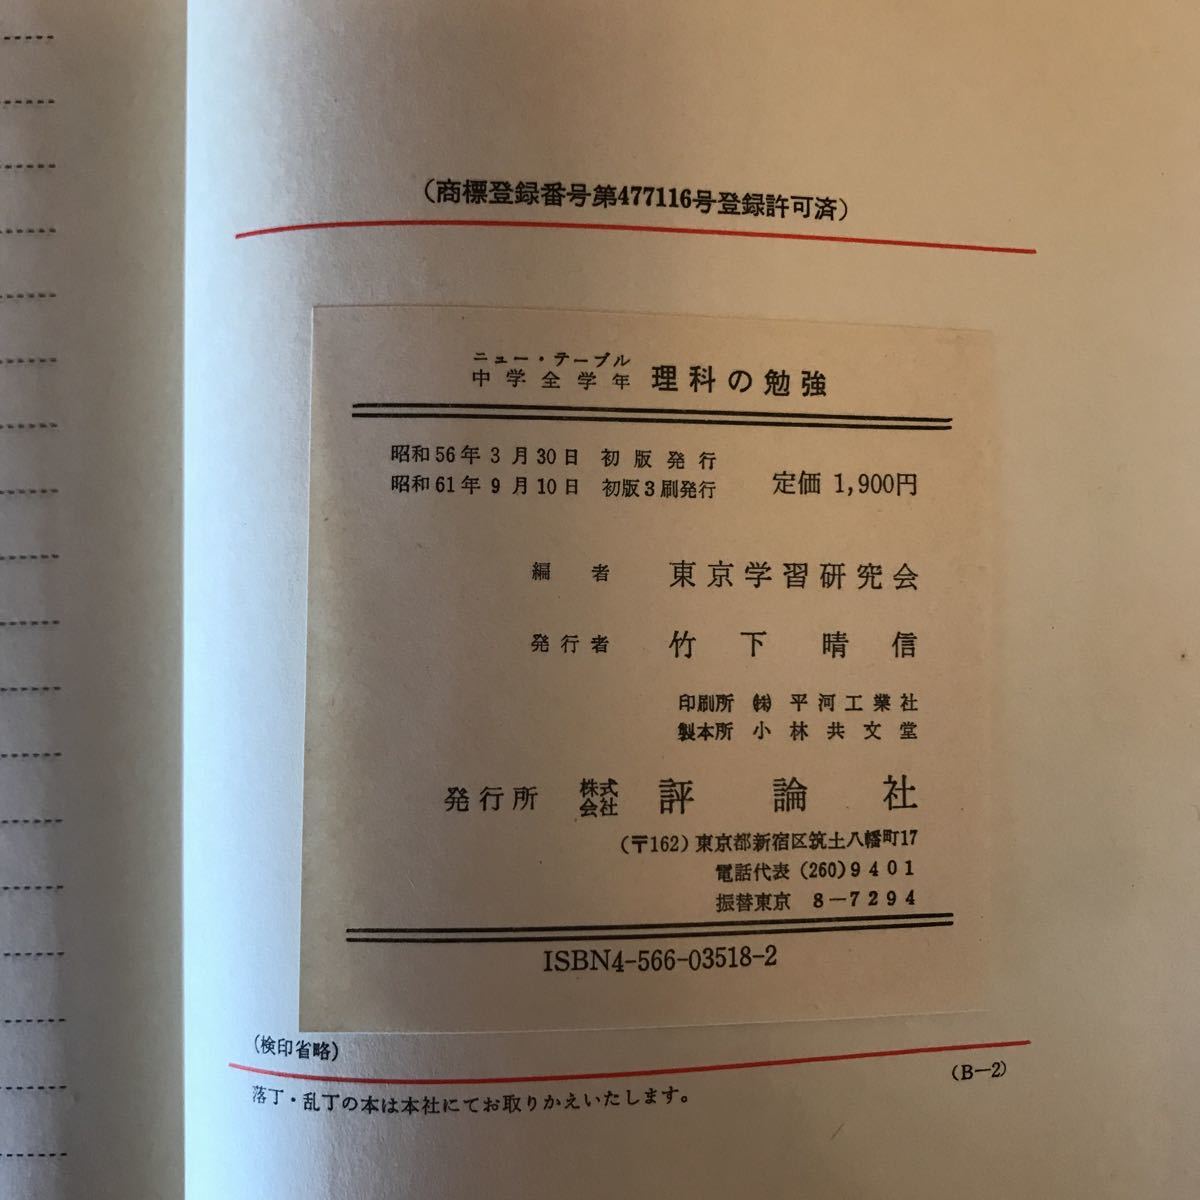 （商標登録番号第477116号登録許可済）
ニュー・テーブル
中学全学年 理科の勉強
昭和56年3月30日 初版発行
昭和61年9月10日 初版3刷発行 定価 1,900円
編者 東京学習研究会
発行者 竹下晴信
印刷所 ㈱ 平河工業社
製本所 小林共文堂
発行所 株式会社 評論社
（〒162）東京都新宿区筑土八幡町17
電話代表 (260)9401
振替東京 8-7294
ISBN4-566-03518-2
（検印省略）
（B-2）
落丁・乱丁の本は本社にてお取りかえいたします。